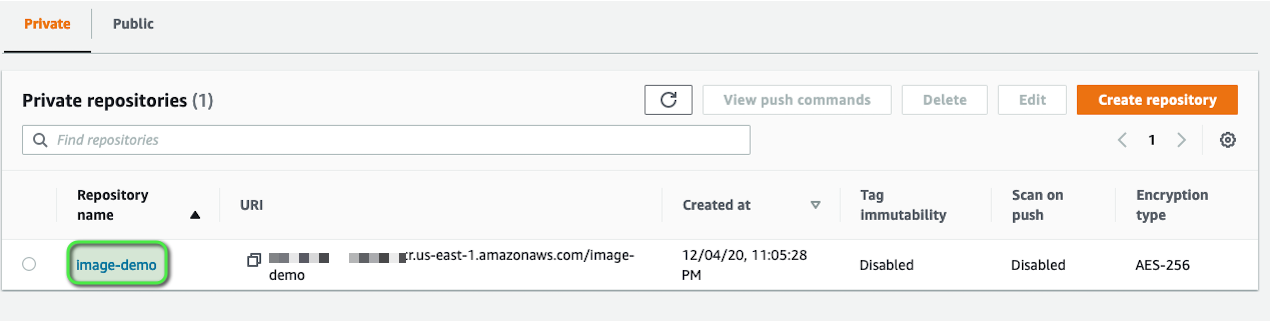 Private Public
Private repositories (1)
View push commands Delete Edit Create repository
Find repositories
1
Repository name URI Created at Tag immutability Scan on push Encryption type
image-demo .us-east-1.amazonaws.com/image-demo 12/04/20, 11:05:28 PM Disabled Disabled AES-256